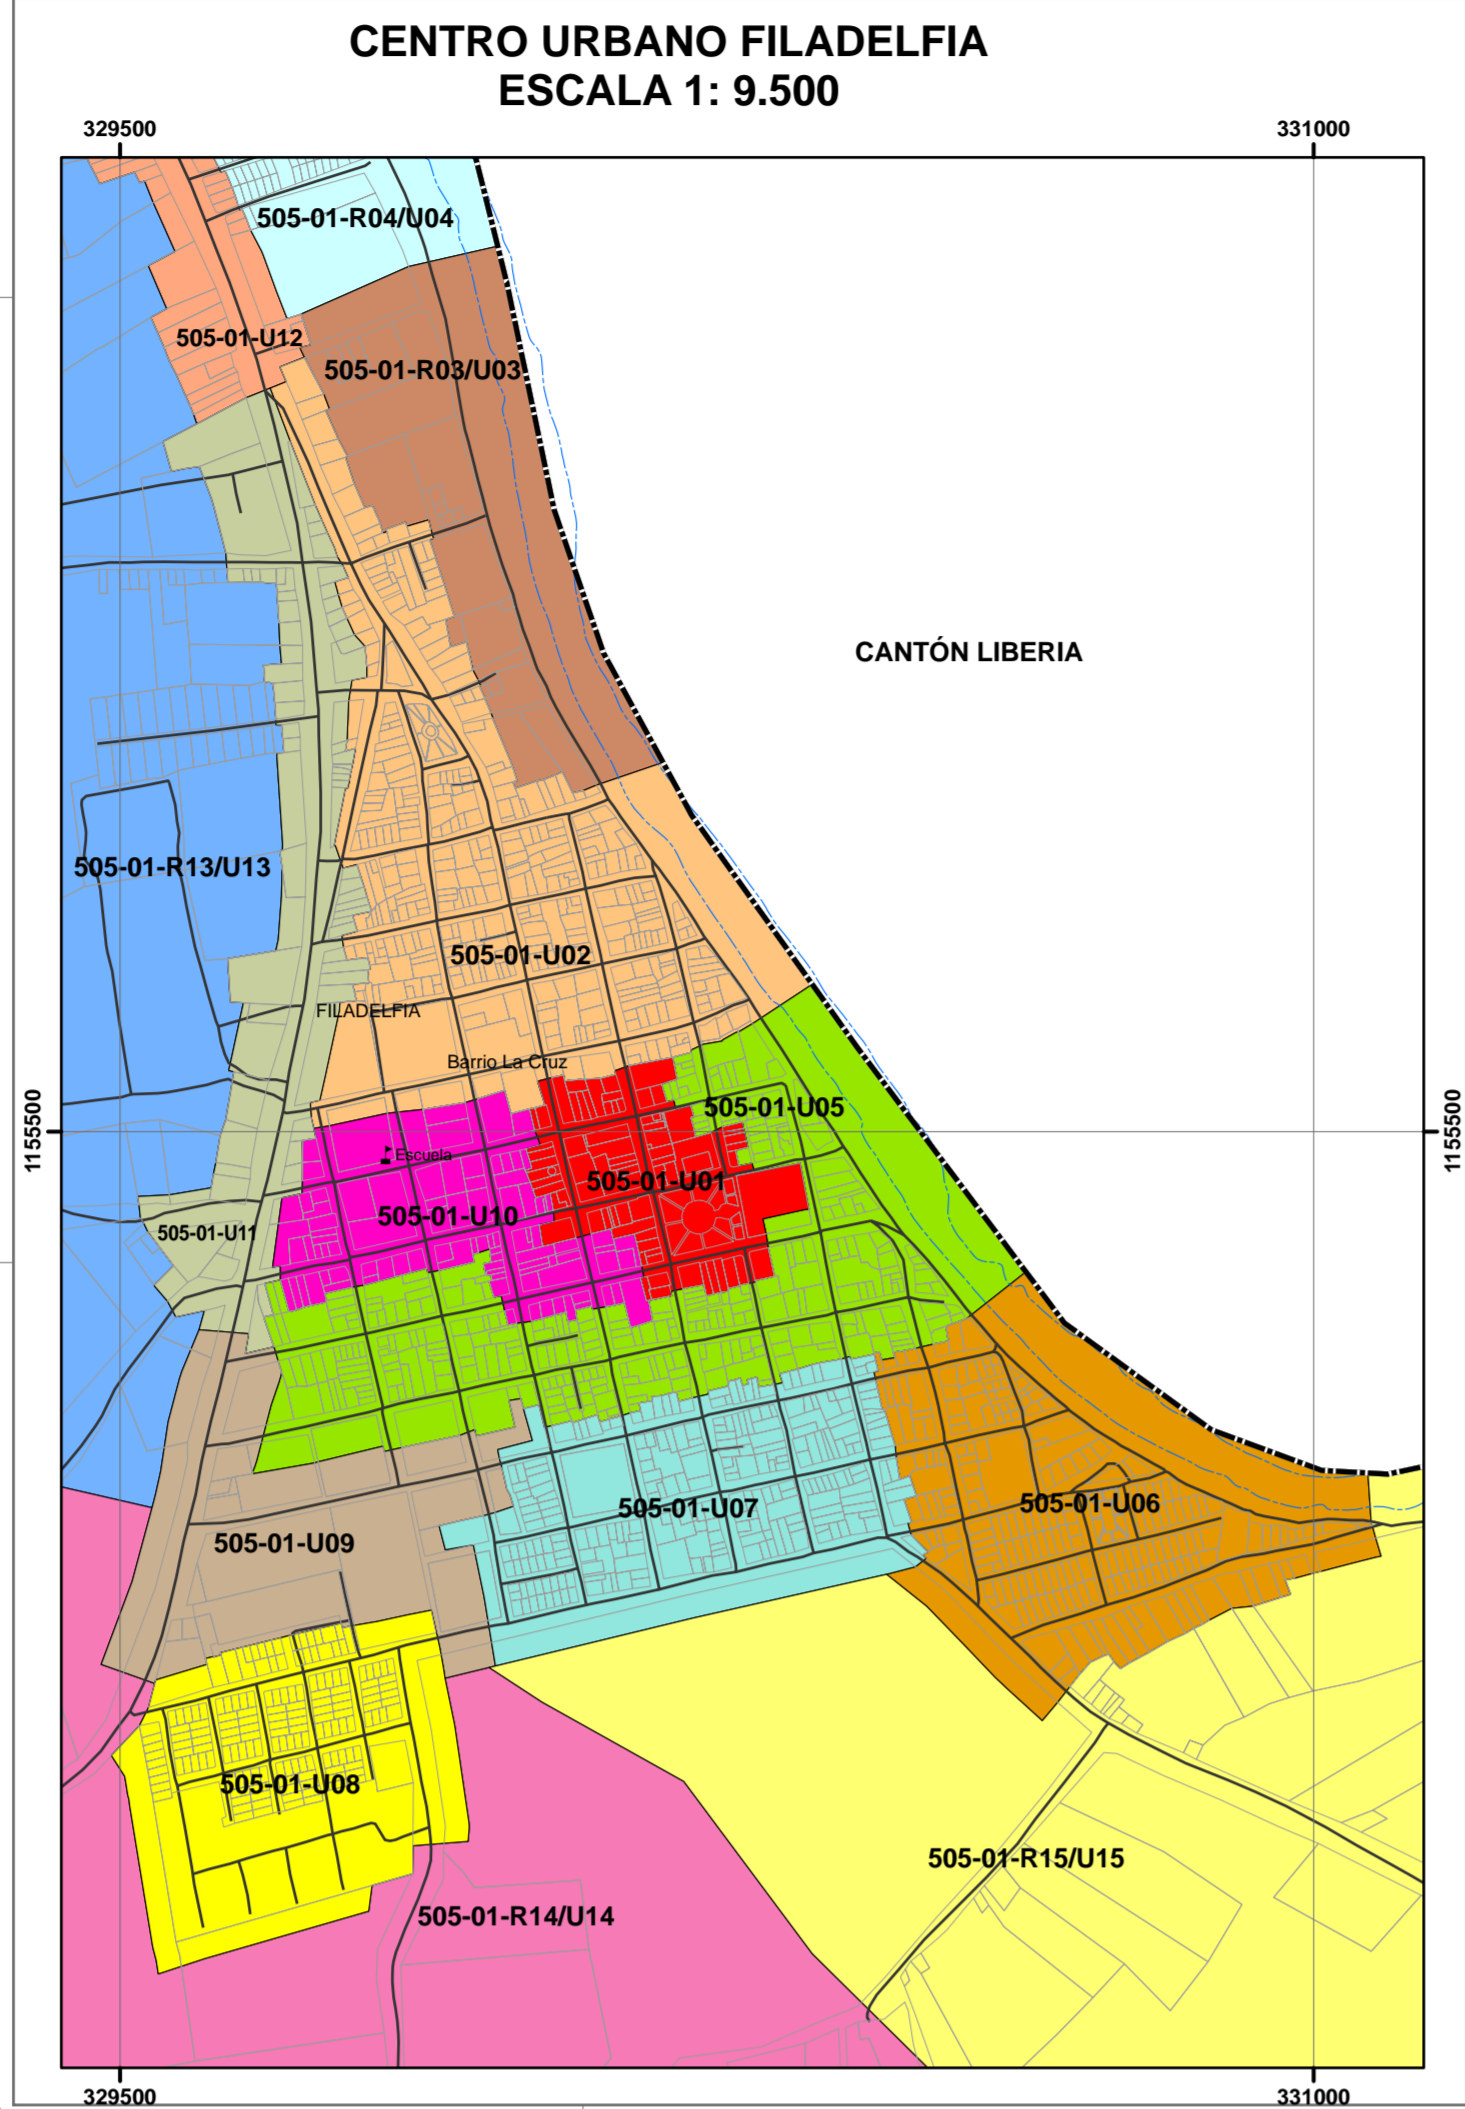 CENTRO URBANO FILADELFIA
ESCALA 1: 9.500
329500
331000
505-01-R04/U04
505-01-U12
505-01-R03/U03
CANTÓN LIBERIA
505-01-R13/U13
505-01-U02
FILADELFIA
Barrio La Cruz
505-01-U05
1155500
1155500
Escuela
505-01-U01
505-01-U10
505-01-U11
505-01-U07
505-01-U06
505-01-U09
505-01-U08
505-01-R15/U15
505-01-R14/U14
329500
331000